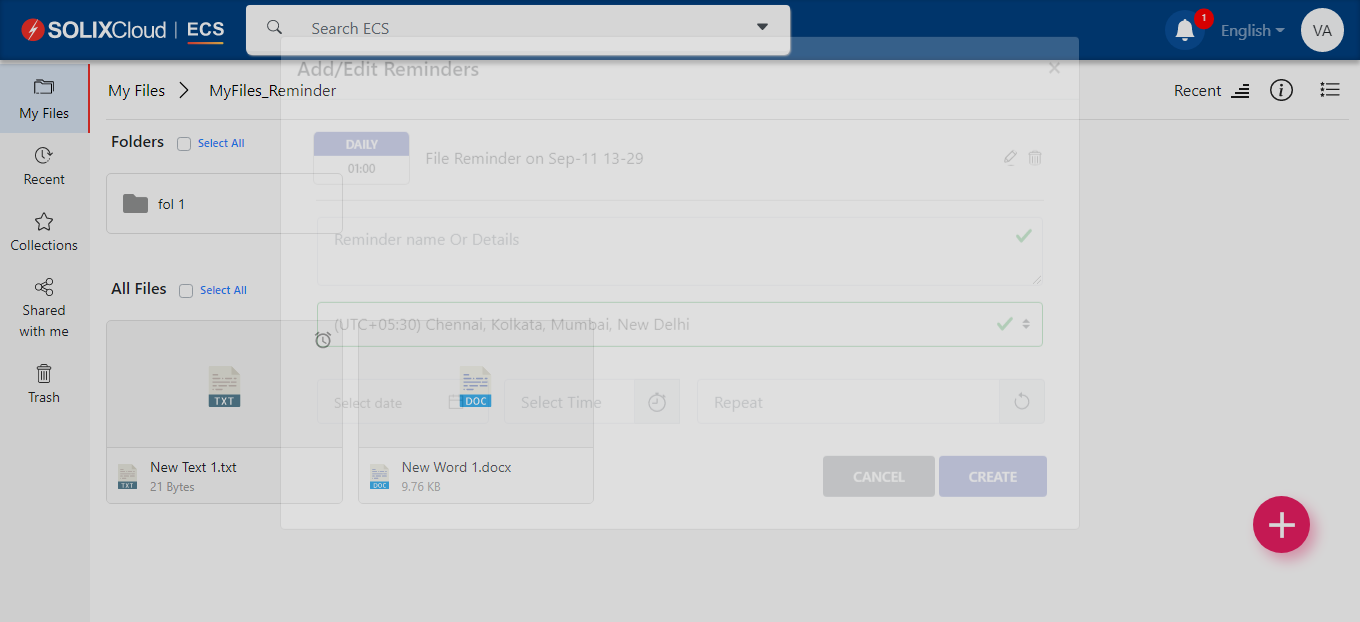 SOLIXCloud | ECS
Search ECS
1
English
VA
Add/Edit Reminders
×
My Files
My Files
MyFiles_Reminder
Recent
Folders
Select All
DAILY
01:00
File Reminder on Sep-11 13-29
Recent
fol 1
Collections
Reminder name Or Details
All Files
Select All
Shared
with me
(UTC+05:30) Chennai, Kolkata, Mumbai, New Delhi
Trash
TXT
DOC
Select date
Select Time
Repeat
New Text 1.txt
TXT
21 Bytes
New Word 1.docx
DOC
9.76 KB
CANCEL
CREATE